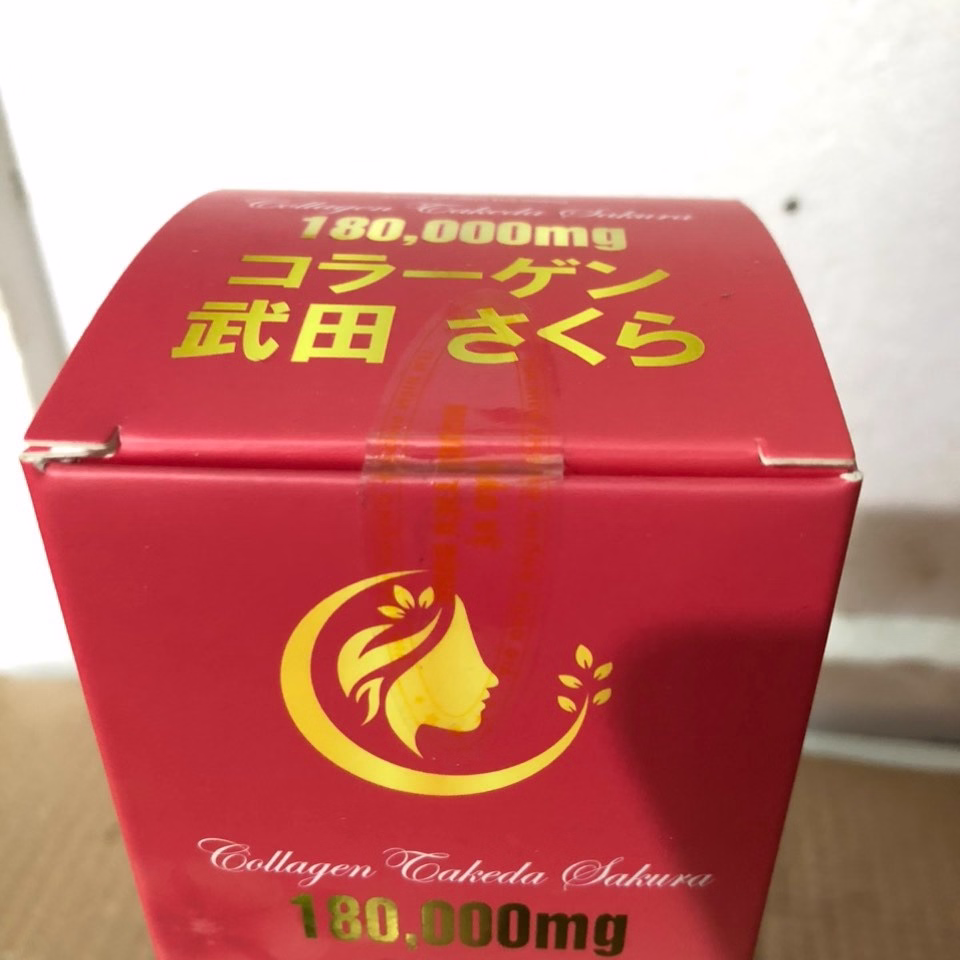 Collagen Takeda Sakura
180,000mg
コラーゲン
武田 さくら
Collagen Takeda Sakura
180,000mg